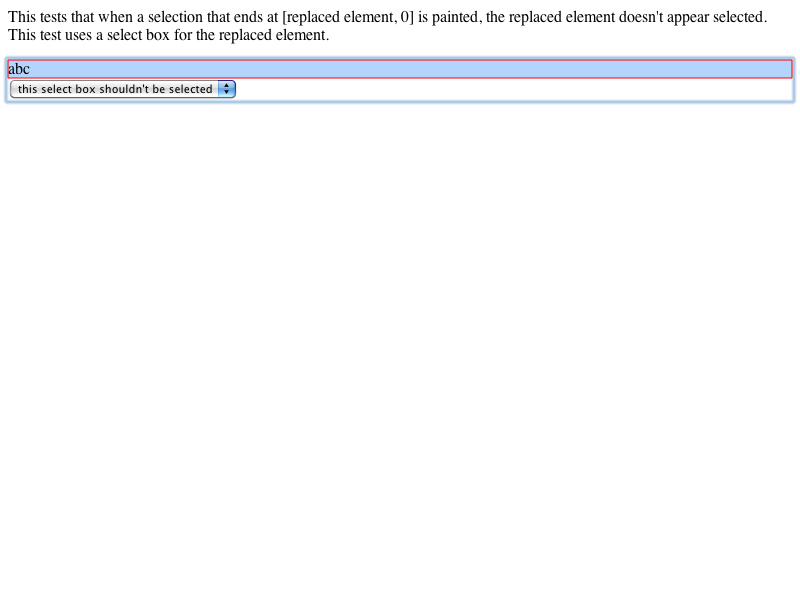 This tests that when a selection that ends at [replaced element, 0] is painted, the replaced element doesn't appear selected.
This test uses a select box for the replaced element.
abc
this select box shouldn't be selected